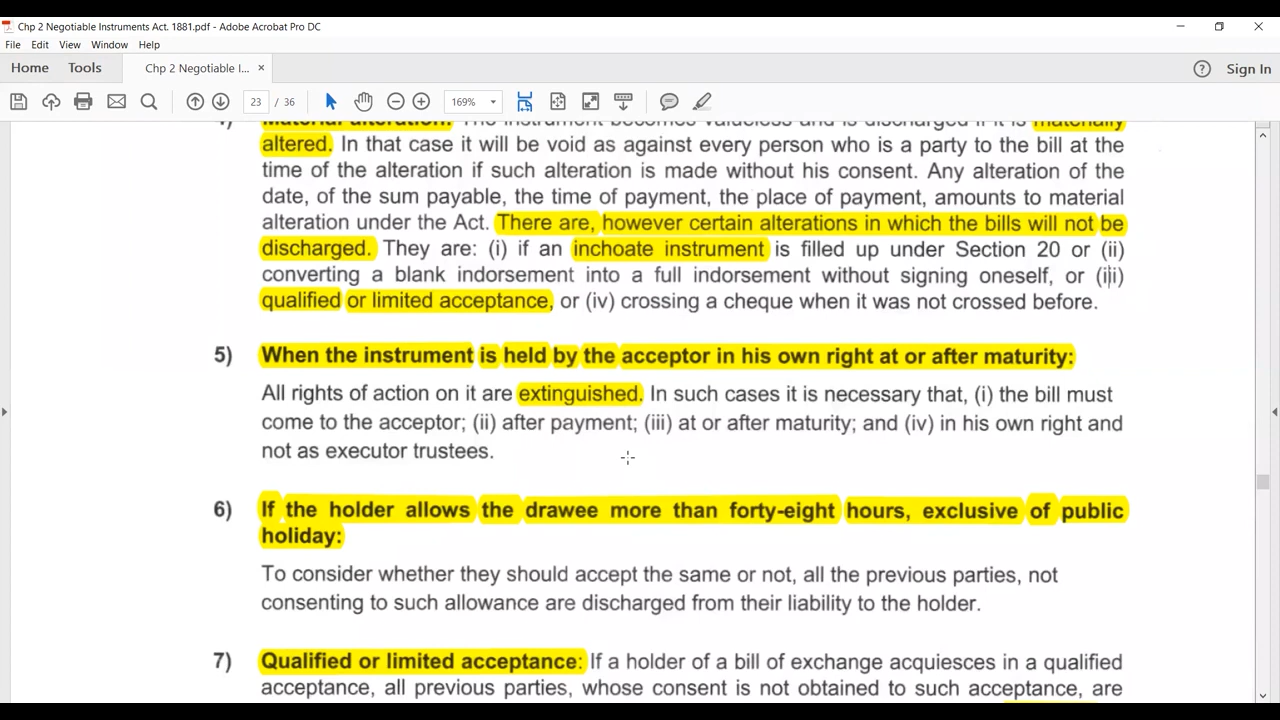 Chp 2 Negotiable Instruments Act. 1881.pdf - Adobe Acrobat Pro DC
File Edit View Window Help
Home Tools Chp 2 Negotiable I... × Sign In
23 / 36 169%
Material alteration: The instrument becomes valueless and is discharged if it is materially
altered. In that case it will be void as against every person who is a party to the bill at the
time of the alteration if such alteration is made without his consent. Any alteration of the
date, of the sum payable, the time of payment, the place of payment, amounts to material
alteration under the Act. There are, however certain alterations in which the bills will not be
discharged. They are: (i) if an inchoate instrument is filled up under Section 20 or (ii)
converting a blank indorsement into a full indorsement without signing oneself, or (iii)
qualified or limited acceptance, or (iv) crossing a cheque when it was not crossed before.
5) When the instrument is held by the acceptor in his own right at or after maturity:
All rights of action on it are extinguished. In such cases it is necessary that, (i) the bill must
come to the acceptor; (ii) after payment; (iii) at or after maturity; and (iv) in his own right and
not as executor trustees.
6) If the holder allows the drawee more than forty-eight hours, exclusive of public
holiday:
To consider whether they should accept the same or not, all the previous parties, not
consenting to such allowance are discharged from their liability to the holder.
7) Qualified or limited acceptance: If a holder of a bill of exchange acquiesces in a qualified
acceptance, all previous parties, whose consent is not obtained to such acceptance, are